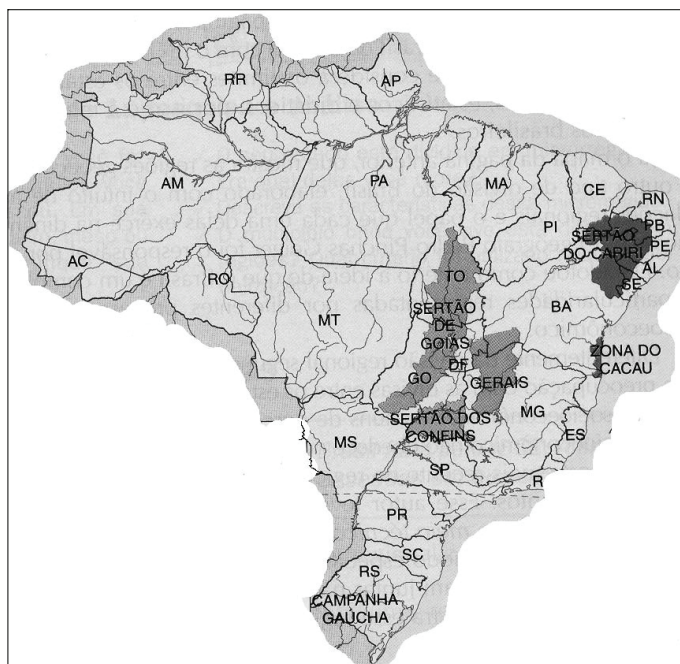 RR
AP
AM
PA
MA
CE
RN
PB
PE
AL
SE
PI
SERTÃO
DO CARIRI
AC
RO
MT
TO
SERTÃO
DE
GOIÁS
DF
GO
GERAIS
BA
ZONA DO
CACAU
MG
ES
SERTÃO DOS
CONFINS
MS
SP
R
PR
SC
RS
CAMPANHA
GAÚCHA